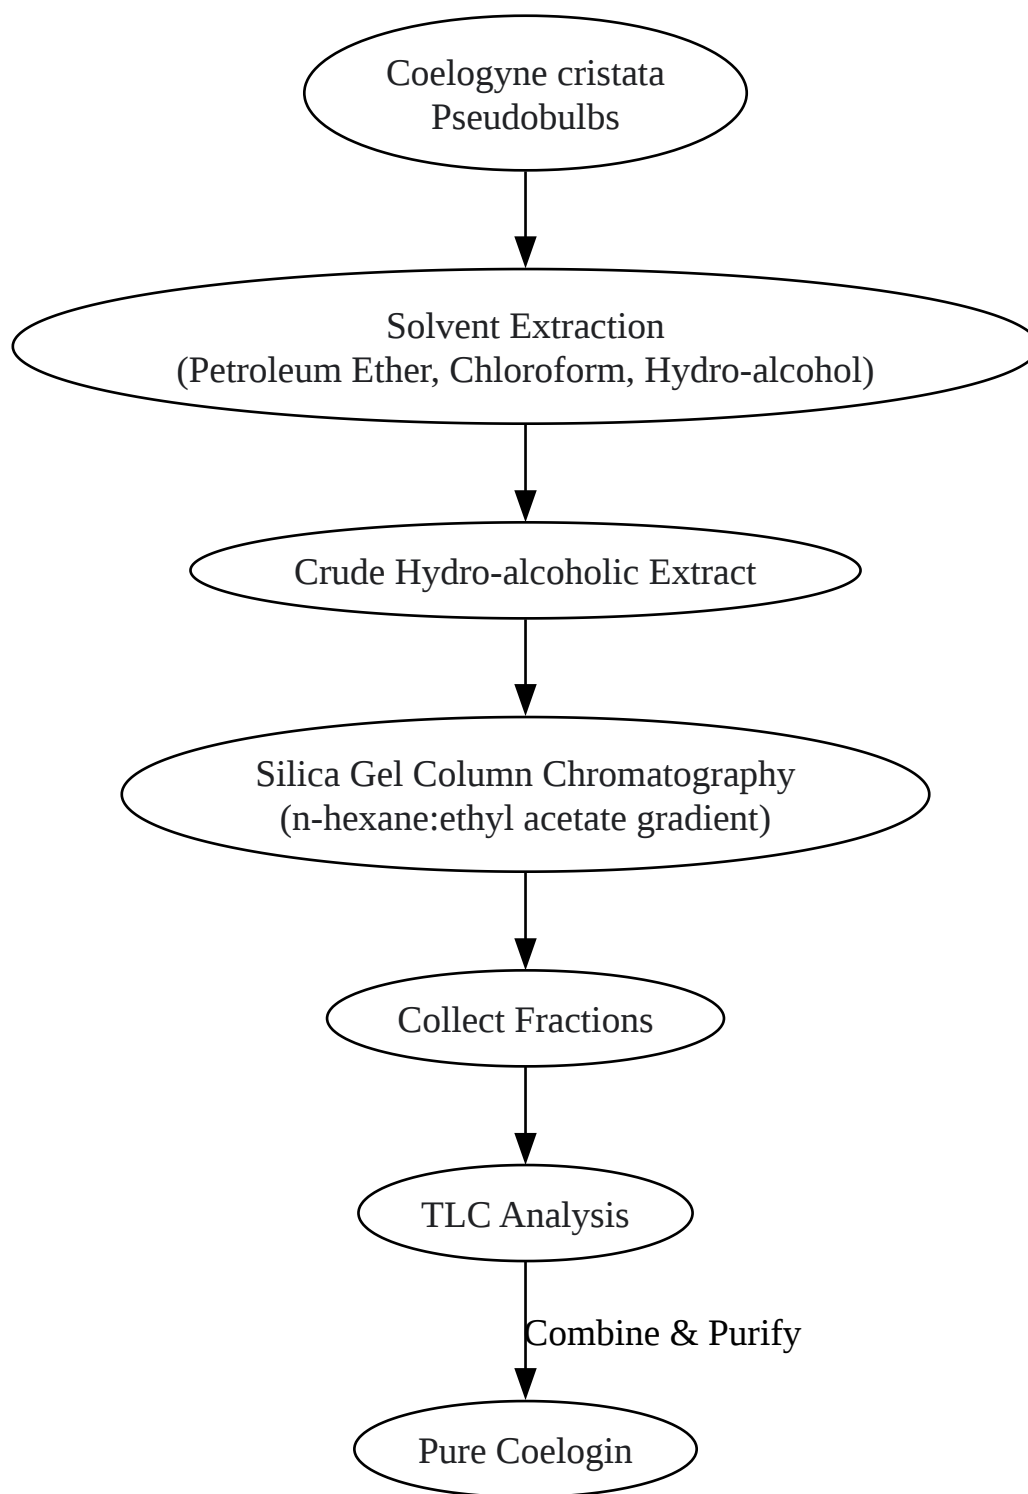 Coelogyne cristata
Pseudobulbs
Solvent Extraction
(Petroleum Ether, Chloroform, Hydro-alcohol)
Crude Hydro-alcoholic Extract
Silica Gel Column Chromatography
(n-hexane:ethyl acetate gradient)
Collect Fractions
TLC Analysis
Combine & Purify
Pure Coelogin